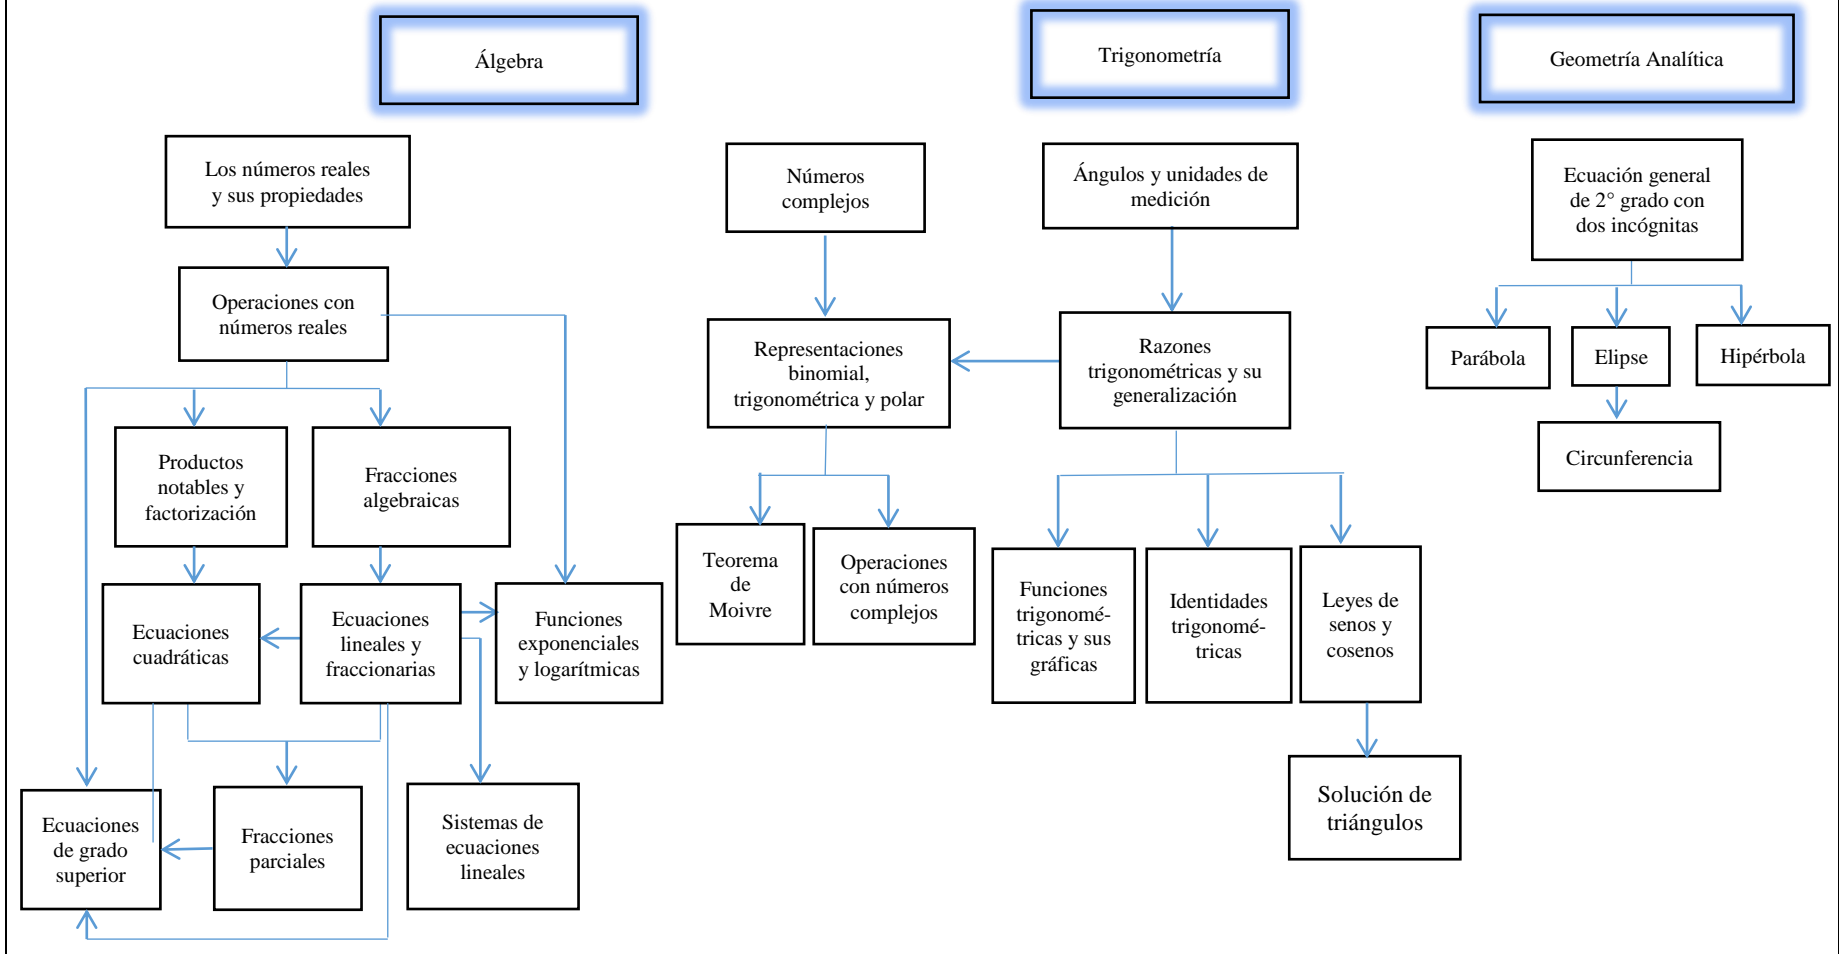 Álgebra
Trigonometría
Geometría Analítica
Los números reales
y sus propiedades
Números
complejos
Ángulos y unidades de
medición
Ecuación general
de 2° grado con
dos incógnitas
Operaciones con
números reales
Representaciones
binomial,
trigonométrica y polar
Razones
trigonométricas y su
generalización
Parábola
Elipse
Hipérbola
Circunferencia
Productos
notables y
factorización
Fracciones
algebraicas
Teorema
de
Moivre
Operaciones
con números
complejos
Funciones
trigonomé-
tricas y sus
gráficas
Identidades
trigonomé-
tricas
Leyes de
senos y
cosenos
Ecuaciones
cuadráticas
Ecuaciones
lineales y
fraccionarias
Funciones
exponenciales
y logarítmicas
Solución de
triángulos
Ecuaciones
de grado
superior
Fracciones
parciales
Sistemas de
ecuaciones
lineales